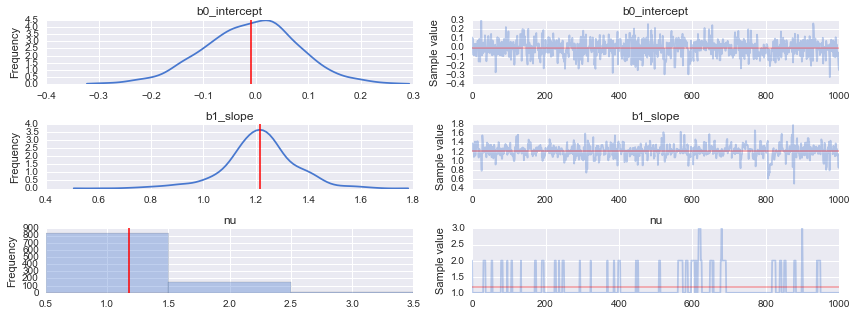 b0_intercept
Frequency
4.5
4.0
3.5
3.0
2.5
2.0
1.5
1.0
0.5
0.0
−0.4 −0.3 −0.2 −0.1 0.0 0.1 0.2 0.3
b0_intercept
Sample value
0.3
0.2
0.1
0.0
−0.1
−0.2
−0.3
−0.4
0 200 400 600 800 1000
b1_slope
Frequency
4.0
3.5
3.0
2.5
2.0
1.5
1.0
0.5
0.0
0.4 0.6 0.8 1.0 1.2 1.4 1.6 1.8
b1_slope
Sample value
1.8
1.6
1.4
1.2
1.0
0.8
0.6
0.4
0 200 400 600 800 1000
nu
Frequency
900
800
700
600
500
400
300
200
100
0
0.5 1.0 1.5 2.0 2.5 3.0 3.5
nu
Sample value
3.0
2.5
2.0
1.5
1.0
0 200 400 600 800 1000